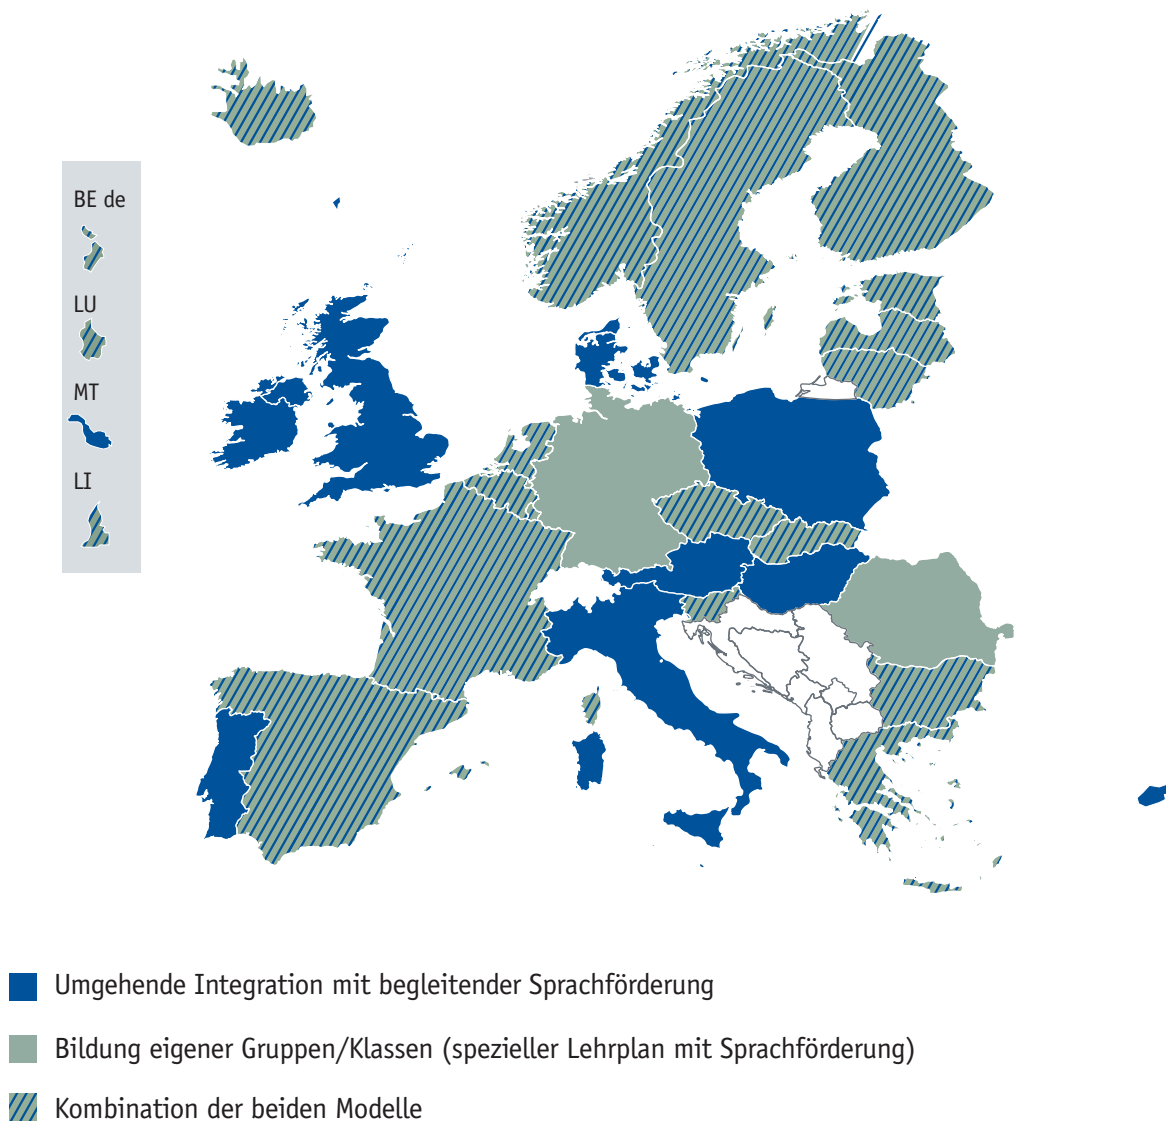 BE de
LU
MT
LI
Umgehende Integration mit begleitender Sprachförderung
Bildung eigener Gruppen/Klassen (spezieller Lehrplan mit Sprachförderung)
Kombination der beiden Modelle